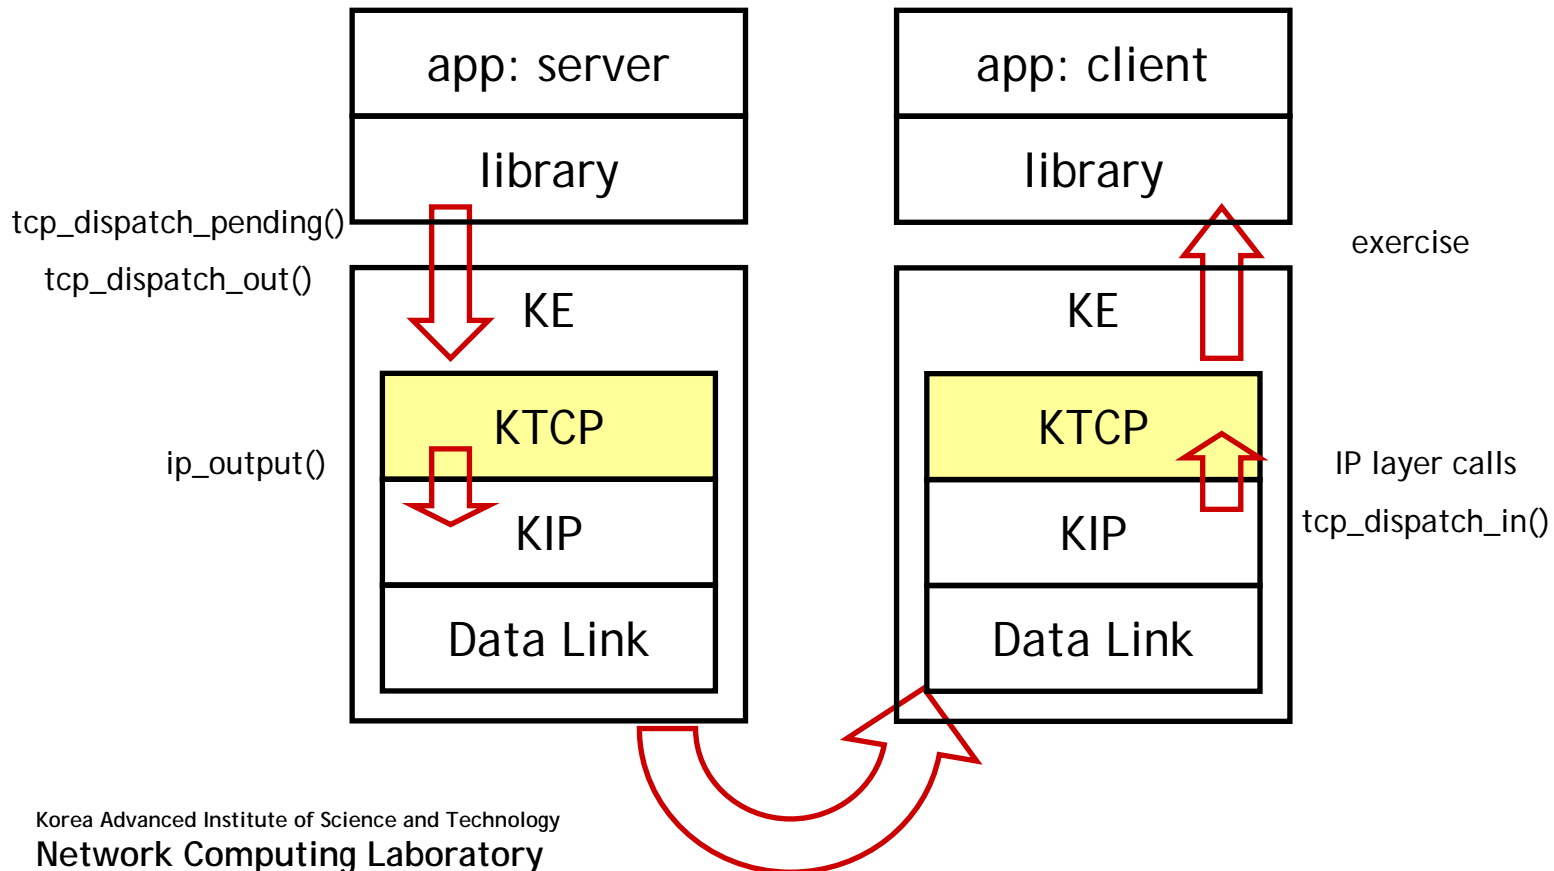 app: server
library
tcp_dispatch_pending()
tcp_dispatch_out()
KE
KTCP
ip_output()
KIP
Data Link
app: client
library
exercise
KE
KTCP
IP layer calls
tcp_dispatch_in()
KIP
Data Link
Korea Advanced Institute of Science and Technology
Network Computing Laboratory